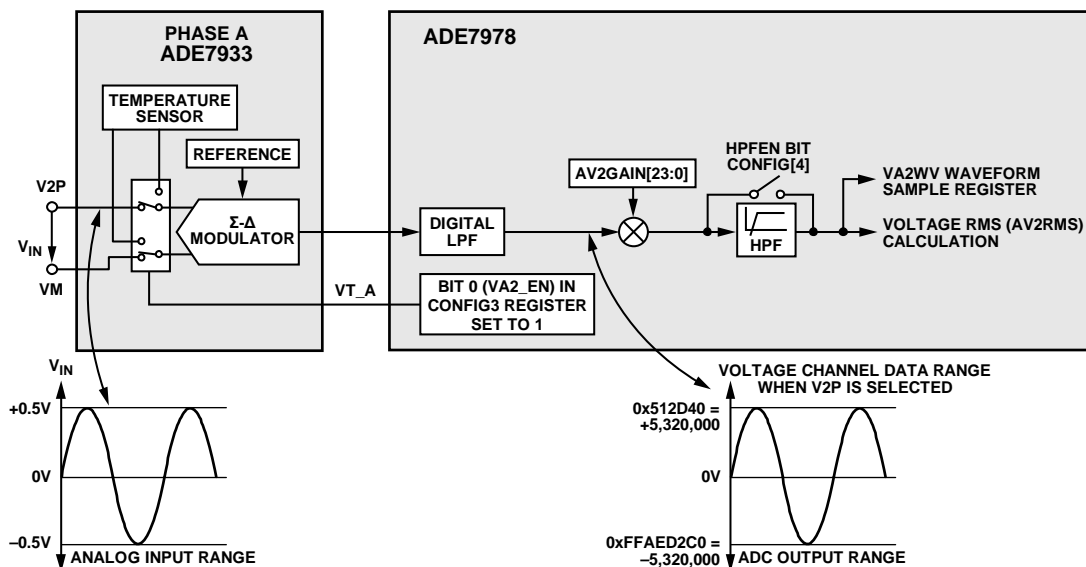 PHASE A
ADE7933
ADE7978
TEMPERATURE
SENSOR
REFERENCE
V2P
VIN
VM
Σ-Δ
MODULATOR
DIGITAL
LPF
AV2GAIN[23:0]
HPFEN BIT
CONFIG[4]
HPF
VA2WV WAVEFORM
SAMPLE REGISTER
VOLTAGE RMS (AV2RMS)
CALCULATION
VT_A
BIT 0 (VA2_EN) IN
CONFIG3 REGISTER
SET TO 1
VIN
+0.5V
0V
–0.5V
ANALOG INPUT RANGE
VOLTAGE CHANNEL DATA RANGE
WHEN V2P IS SELECTED
0x512D40 =
+5,320,000
0V
0xFFAED2C0 =
–5,320,000
ADC OUTPUT RANGE